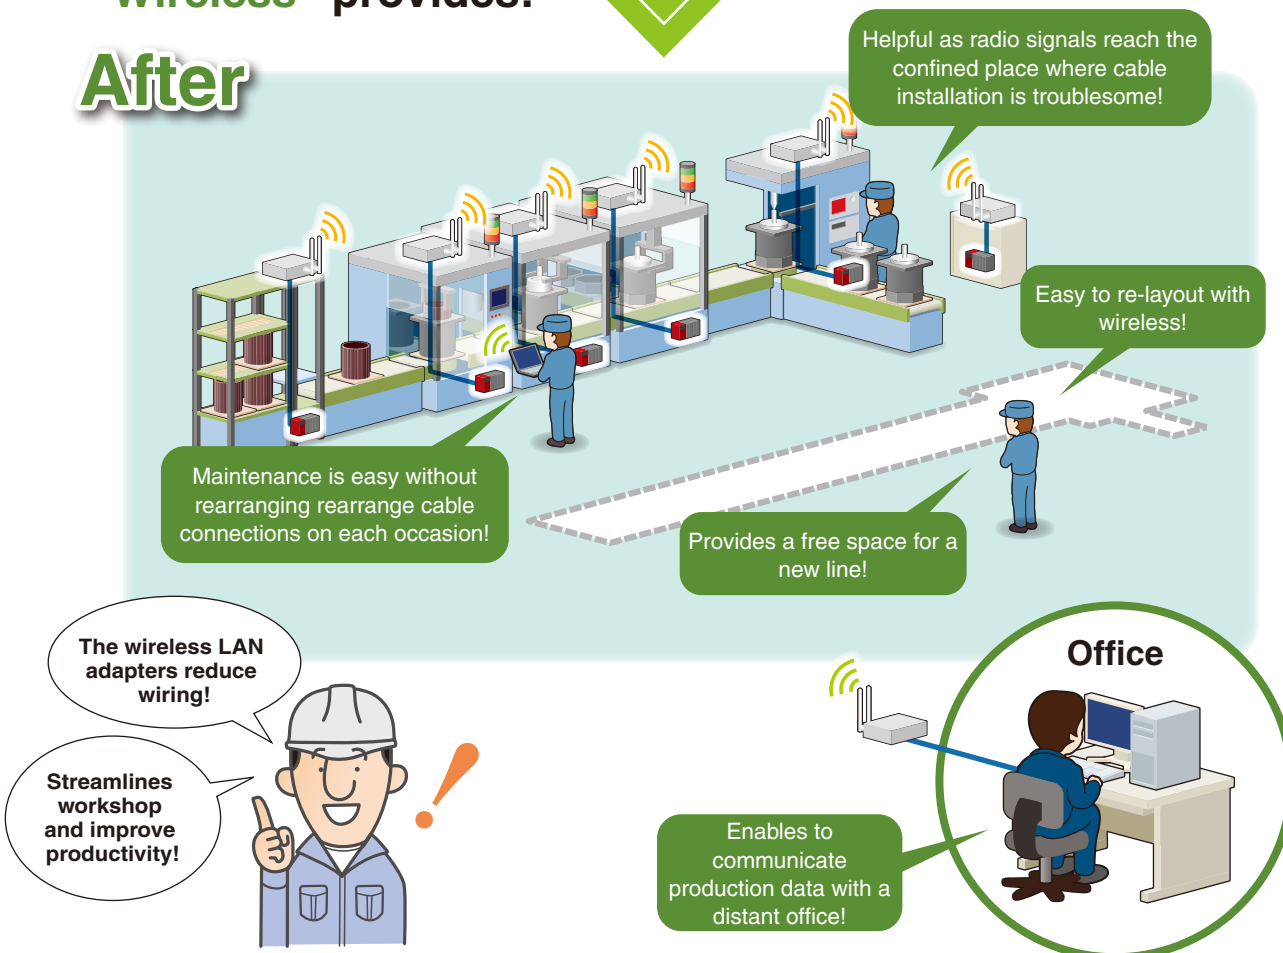 Wireless" provides!
After
Helpful as radio signals reach the
confined place where cable
installation is troublesome!
Easy to re-layout with
wireless!
Maintenance is easy without
rearranging rearrange cable
connections on each occasion!
Provides a free space for a
new line!
The wireless LAN
adapters reduce
wiring!
Streamlines
workshop
and improve
productivity!
Office
Enables to
communicate
production data with a
distant office!